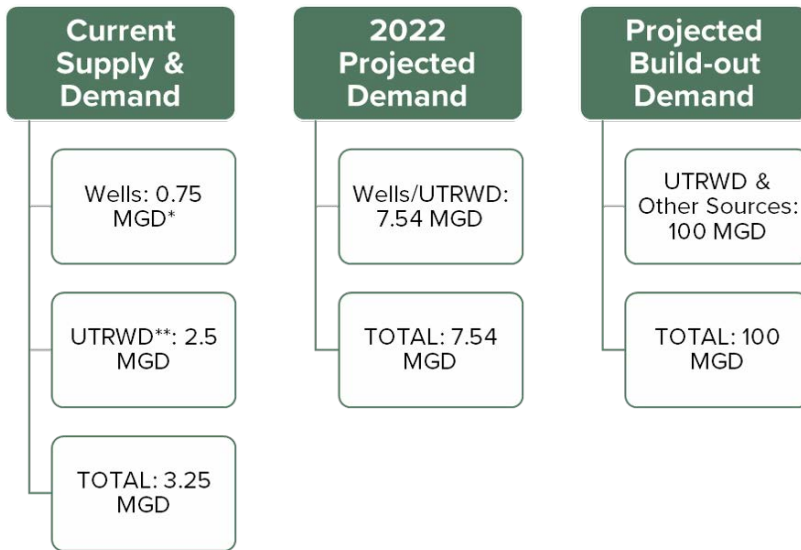 Current
Supply &
Demand
Wells: 0.75
MGD*
UTRWD**: 2.5
MGD
TOTAL: 3.25
MGD
2022
Projected
Demand
Wells/UTRWD:
7.54 MGD
TOTAL: 7.54
MGD
Projected
Build-out
Demand
UTRWD &
Other Sources:
100 MGD
TOTAL: 100
MGD